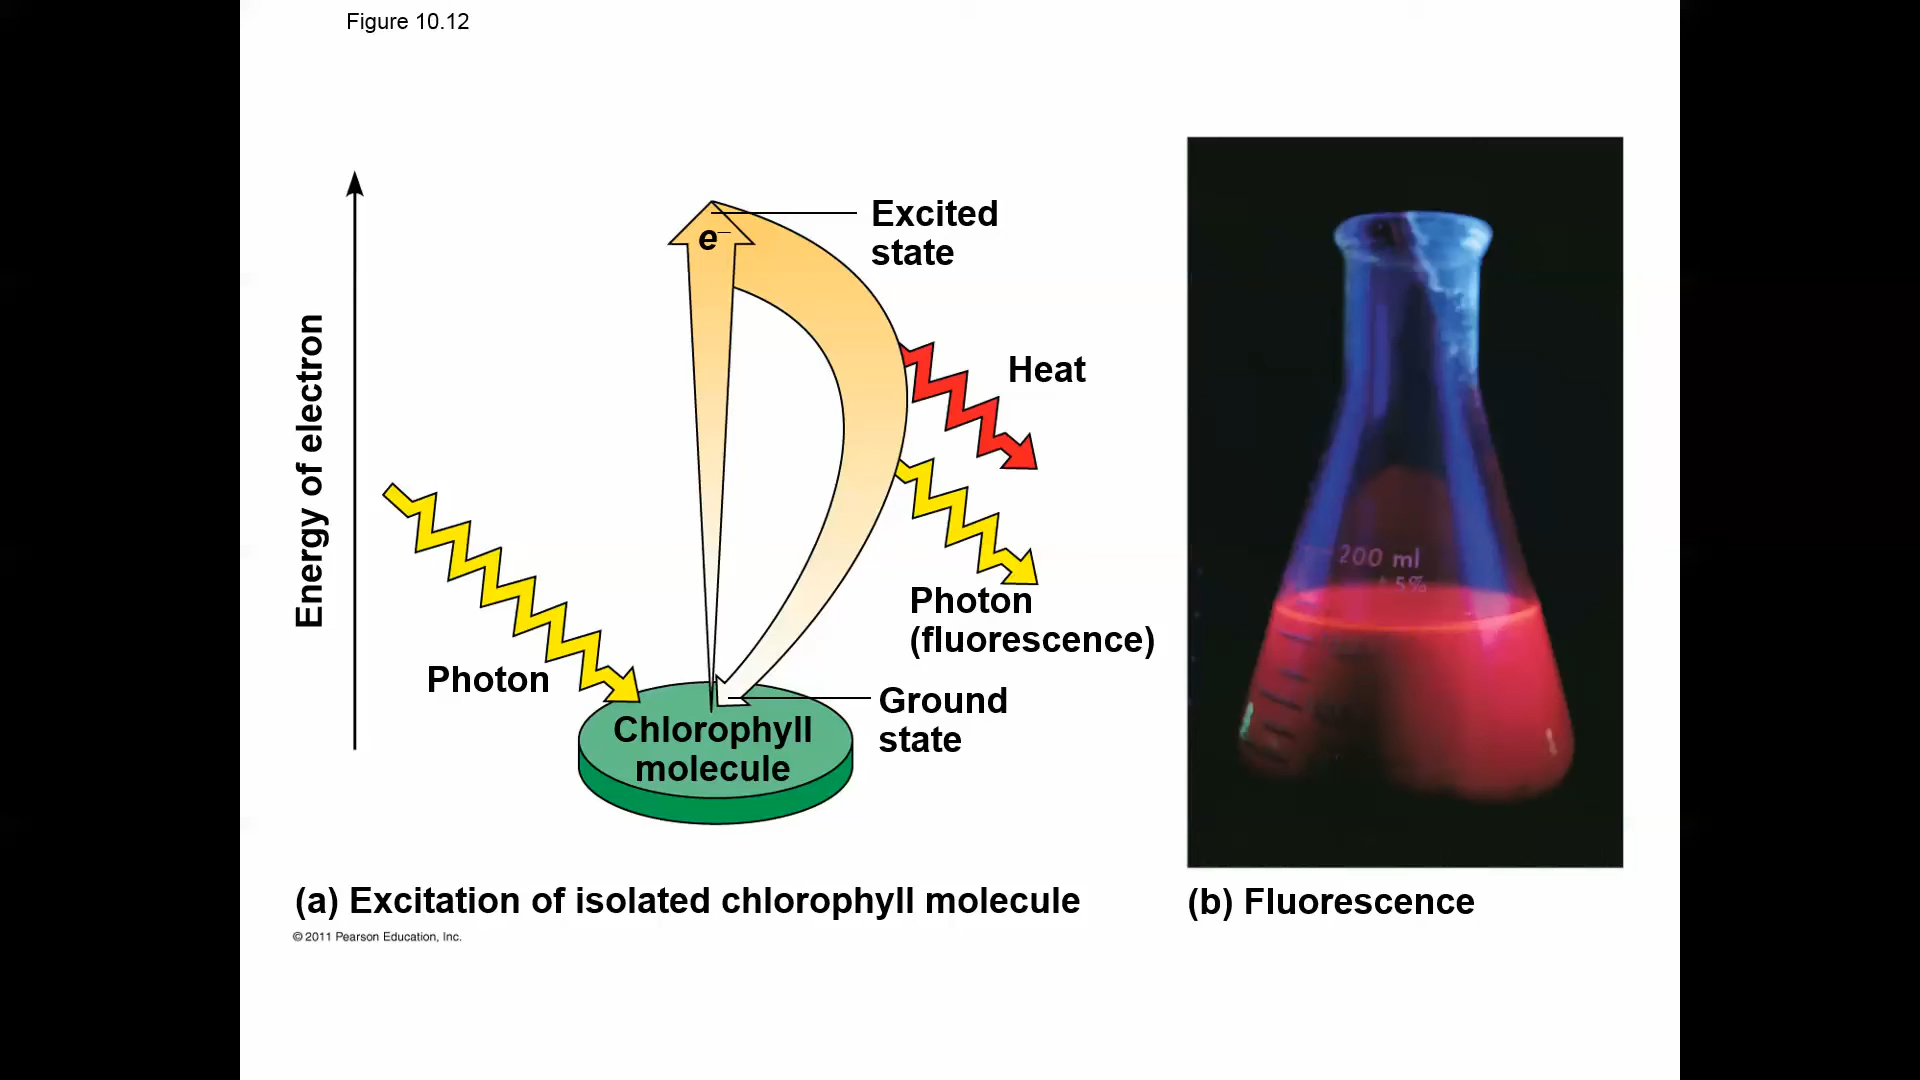 Figure 10.12
Excited
state
e–
Heat
Energy of electron
Photon
(fluorescence)
Photon
Ground
state
Chlorophyll
molecule
200 ml
5%
(a) Excitation of isolated chlorophyll molecule
(b) Fluorescence
© 2011 Pearson Education, Inc.